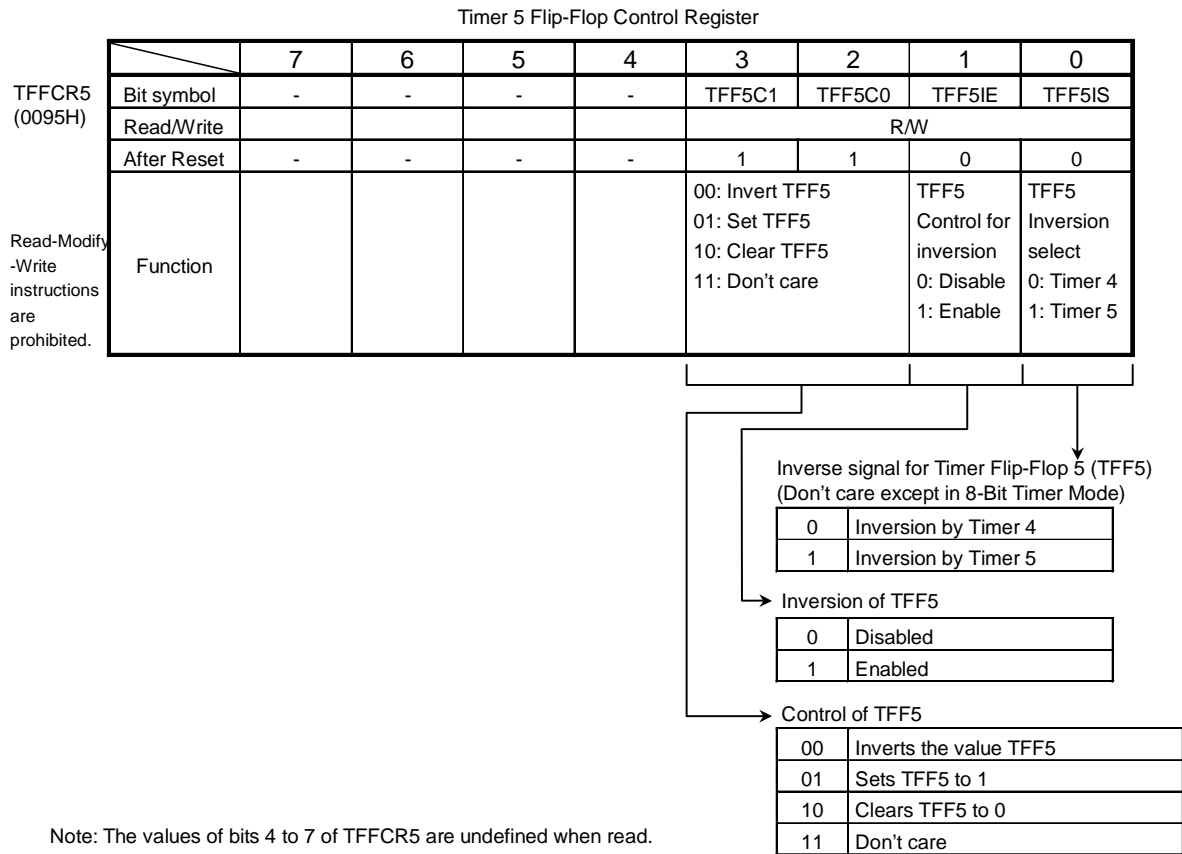 Timer 5 Flip-Flop Control Register
7 6 5 4 3 2 1 0
TFFCR5
(0095H)
Bit symbol - - - - TFF5C1 TFF5C0 TFF5IE TFF5IS
Read/Write R/W
After Reset - - - - 1 1 0 0
Read-Modify
-Write
instructions
are
prohibited.
Function
00: Invert TFF5
01: Set TFF5
10: Clear TFF5
11: Don't care
TFF5
Control for
inversion
0: Disable
1: Enable
TFF5
Inversion
select
0: Timer 4
1: Timer 5
Inverse signal for Timer Flip-Flop 5 (TFF5)
(Don't care except in 8-Bit Timer Mode)
0 Inversion by Timer 4
1 Inversion by Timer 5
Inversion of TFF5
0 Disabled
1 Enabled
Control of TFF5
00 Inverts the value TFF5
01 Sets TFF5 to 1
10 Clears TFF5 to 0
11 Don't care
Note: The values of bits 4 to 7 of TFFCR5 are undefined when read.